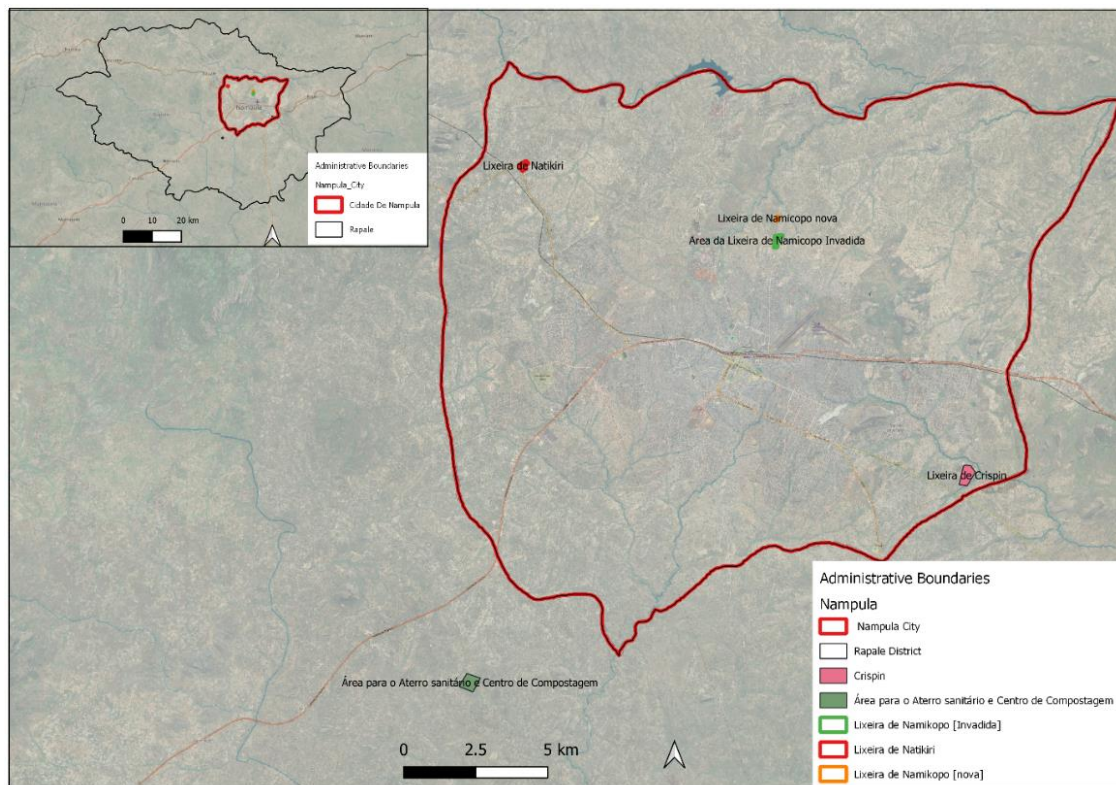 Administrative Boundaries
Nampula_City
Cidade De Nampula
Rapale
0 10 20 km
Lixeira de Natikiri
Lixeira de Namicopo nova
Area da Lixeira de Namicopo Invadida
Lixeira de Crispin
Área para o Aterro sanitário e Centro de Compostagem
0 2.5 5 km
Administrative Boundaries
Nampula
Nampula City
Rapale District
Crispin
Área para o Aterro sanitário e Centro de Compostagem
Lixeira de Namikopo [Invadida]
Lixeira de Natikiri
Lixeira de Namikopo [nova]